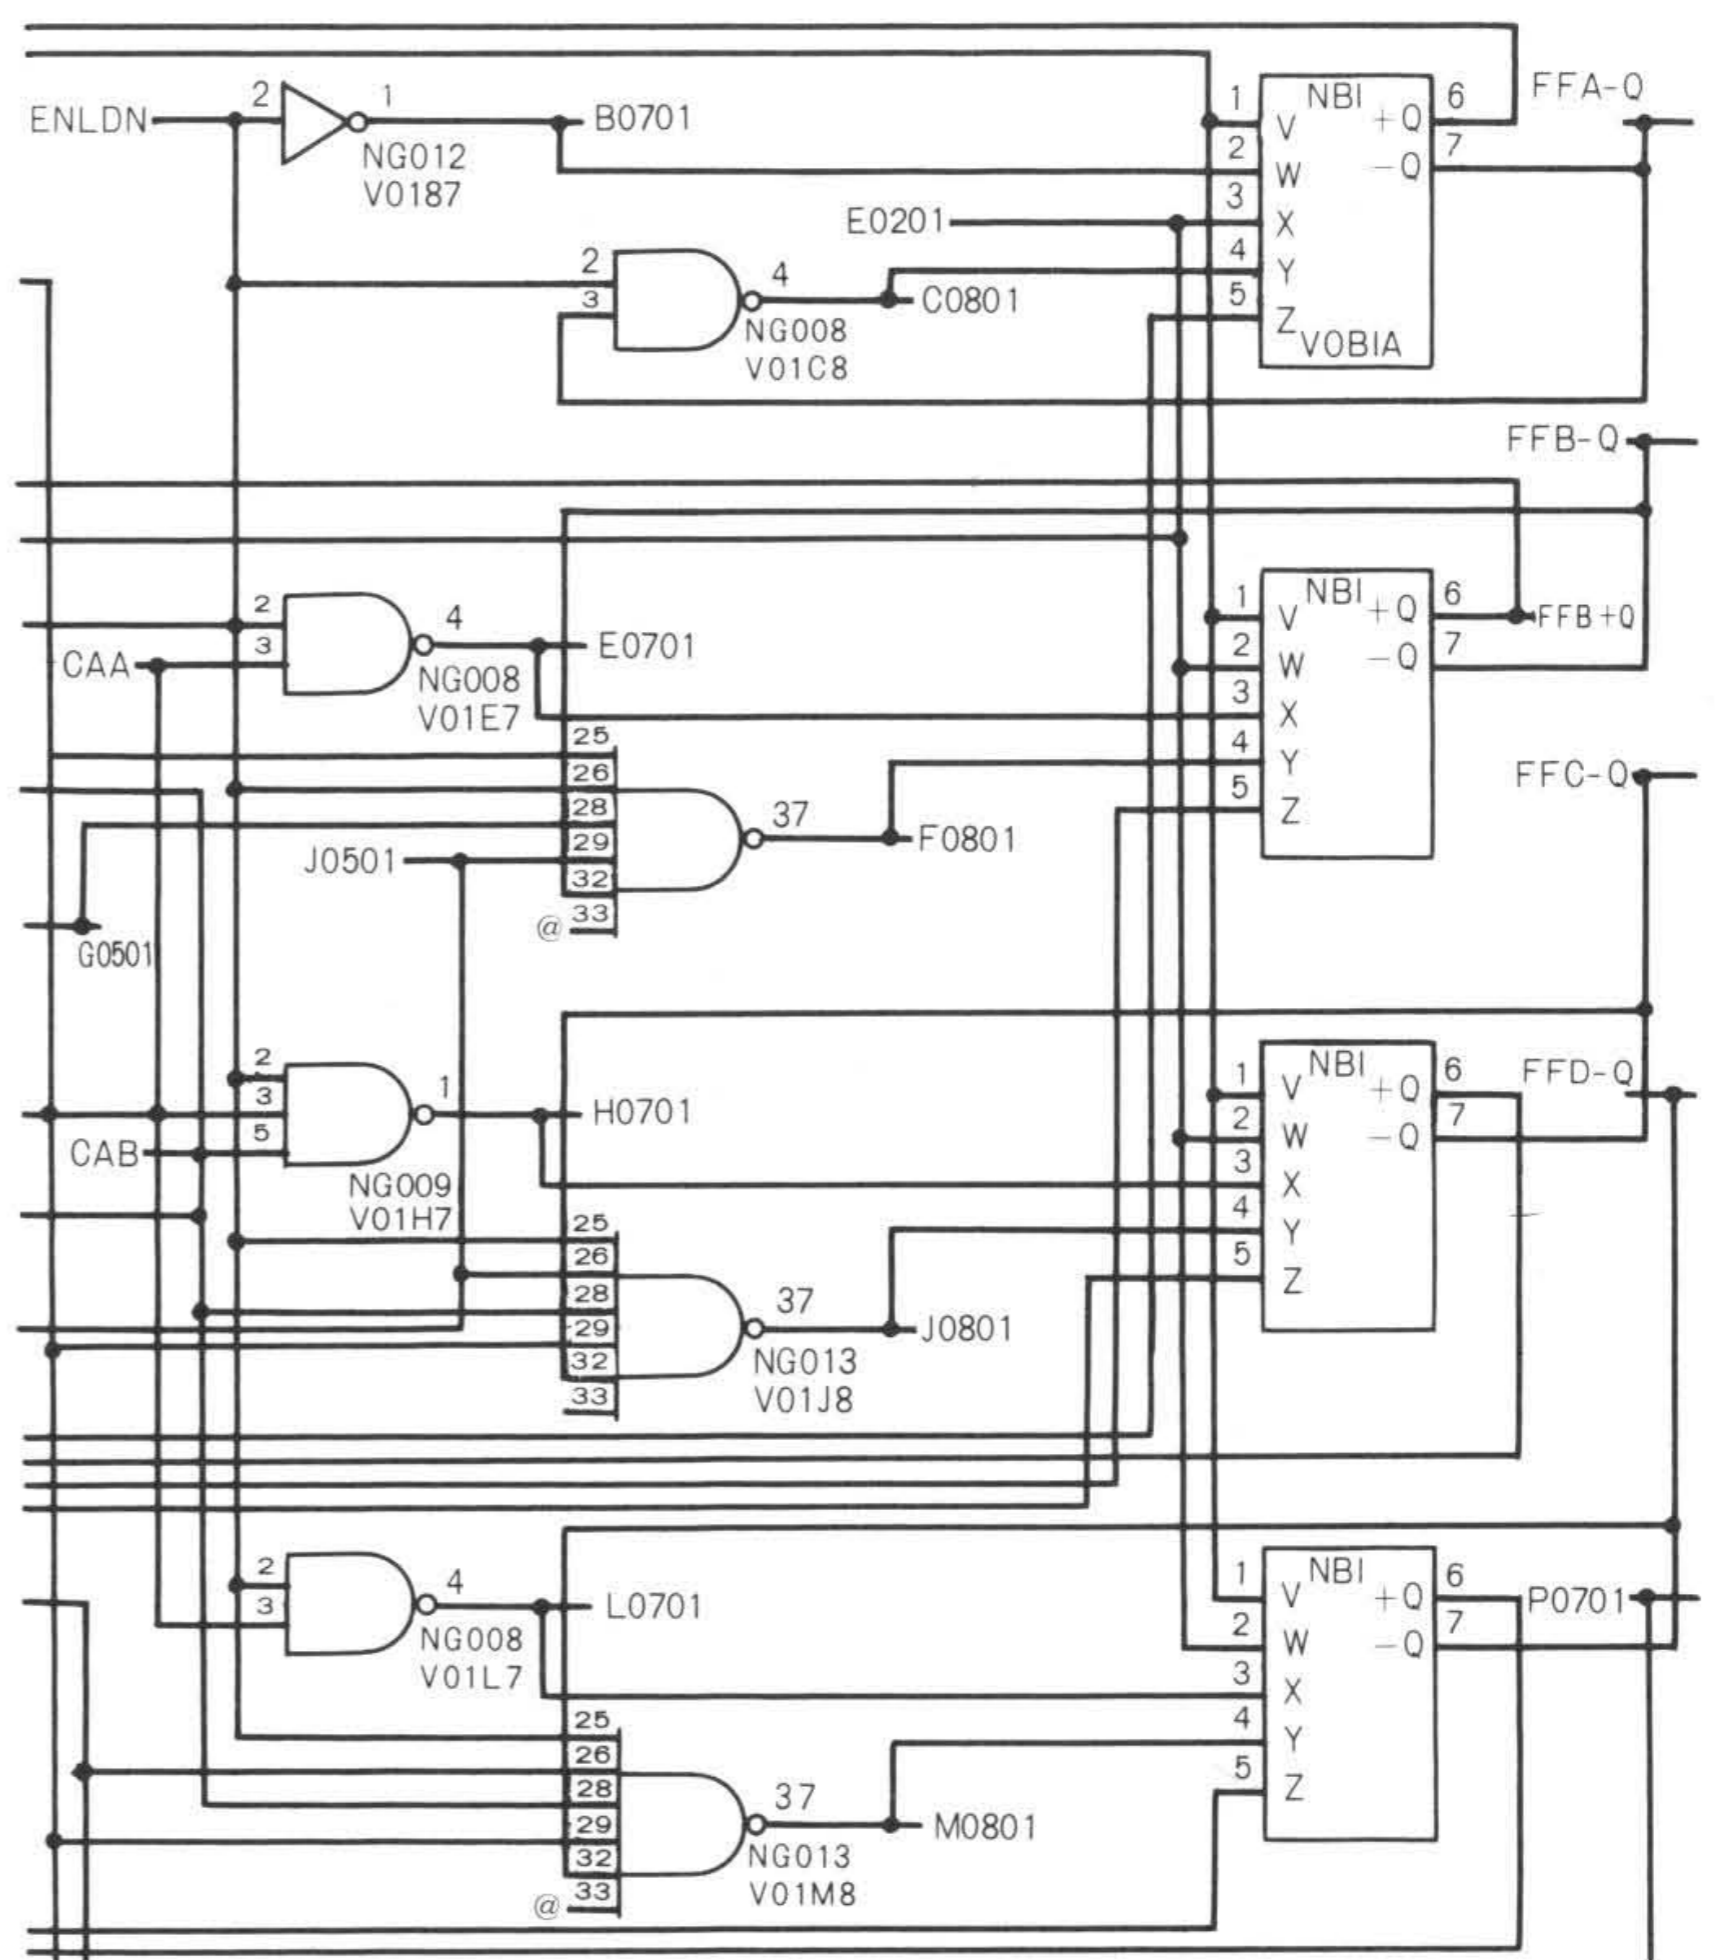 ENLDN
2
1
B0701
NG012
V0187
E0201
2
3
4
C0801
NG008
V01C8
1
2
3
4
5
V
W
X
Y
Z
NBI
+Q
-Q
VOBIA
6
7
FFA-Q
FFB-Q
CAA
2
3
4
E0701
NG008
V01E7
25
26
28
29
32
33
@
J0501
37
F0801
G0501
1
2
3
4
5
V
W
X
Y
Z
NBI
+Q
-Q
6
7
FFB+Q
FFC-Q
CAB
2
3
5
1
H0701
NG009
V01H7
25
26
28
29
32
33
37
J0801
NG013
V01J8
1
2
3
4
5
V
W
X
Y
Z
NBI
+Q
-Q
6
7
FFD-Q
2
3
4
L0701
NG008
V01L7
25
26
28
29
32
33
@
37
M0801
NG013
V01M8
1
2
3
4
5
V
W
X
Y
Z
NBI
+Q
-Q
6
7
P0701